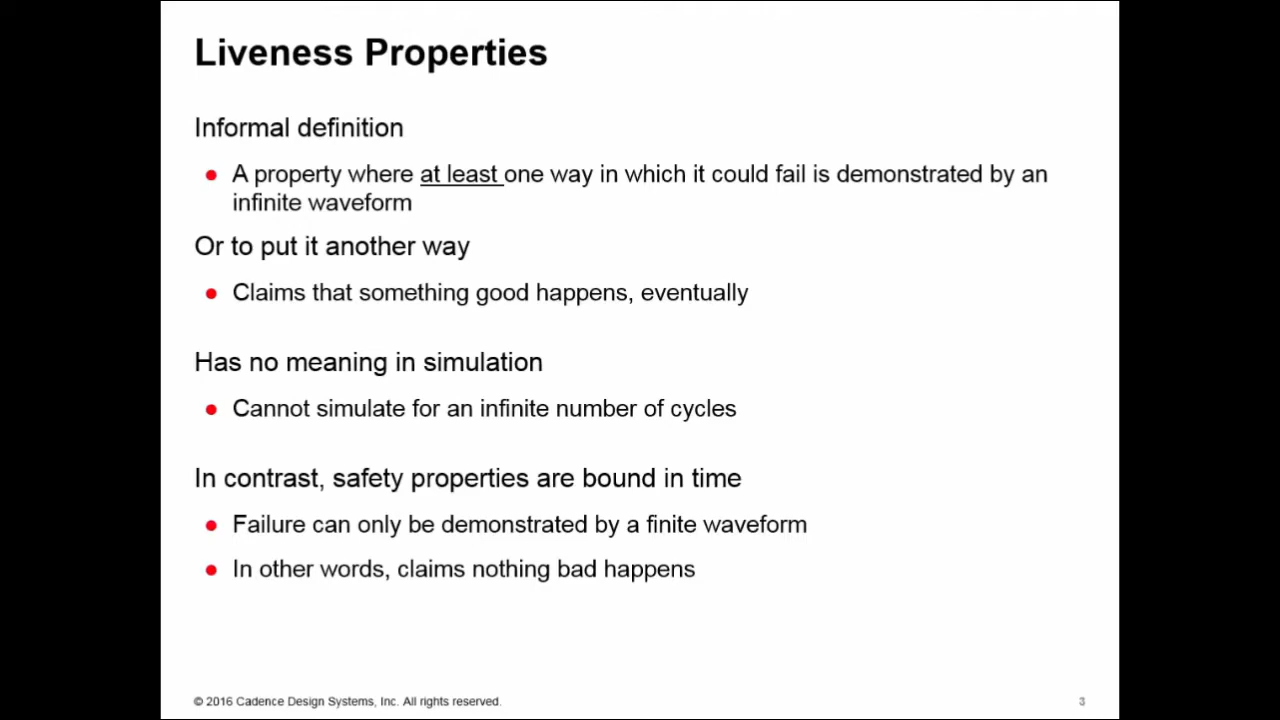 Liveness Properties
Informal definition
● A property where at least one way in which it could fail is demonstrated by an
infinite waveform
Or to put it another way
● Claims that something good happens, eventually
Has no meaning in simulation
● Cannot simulate for an infinite number of cycles
In contrast, safety properties are bound in time
● Failure can only be demonstrated by a finite waveform
● In other words, claims nothing bad happens
© 2016 Cadence Design Systems, Inc. All rights reserved.
3